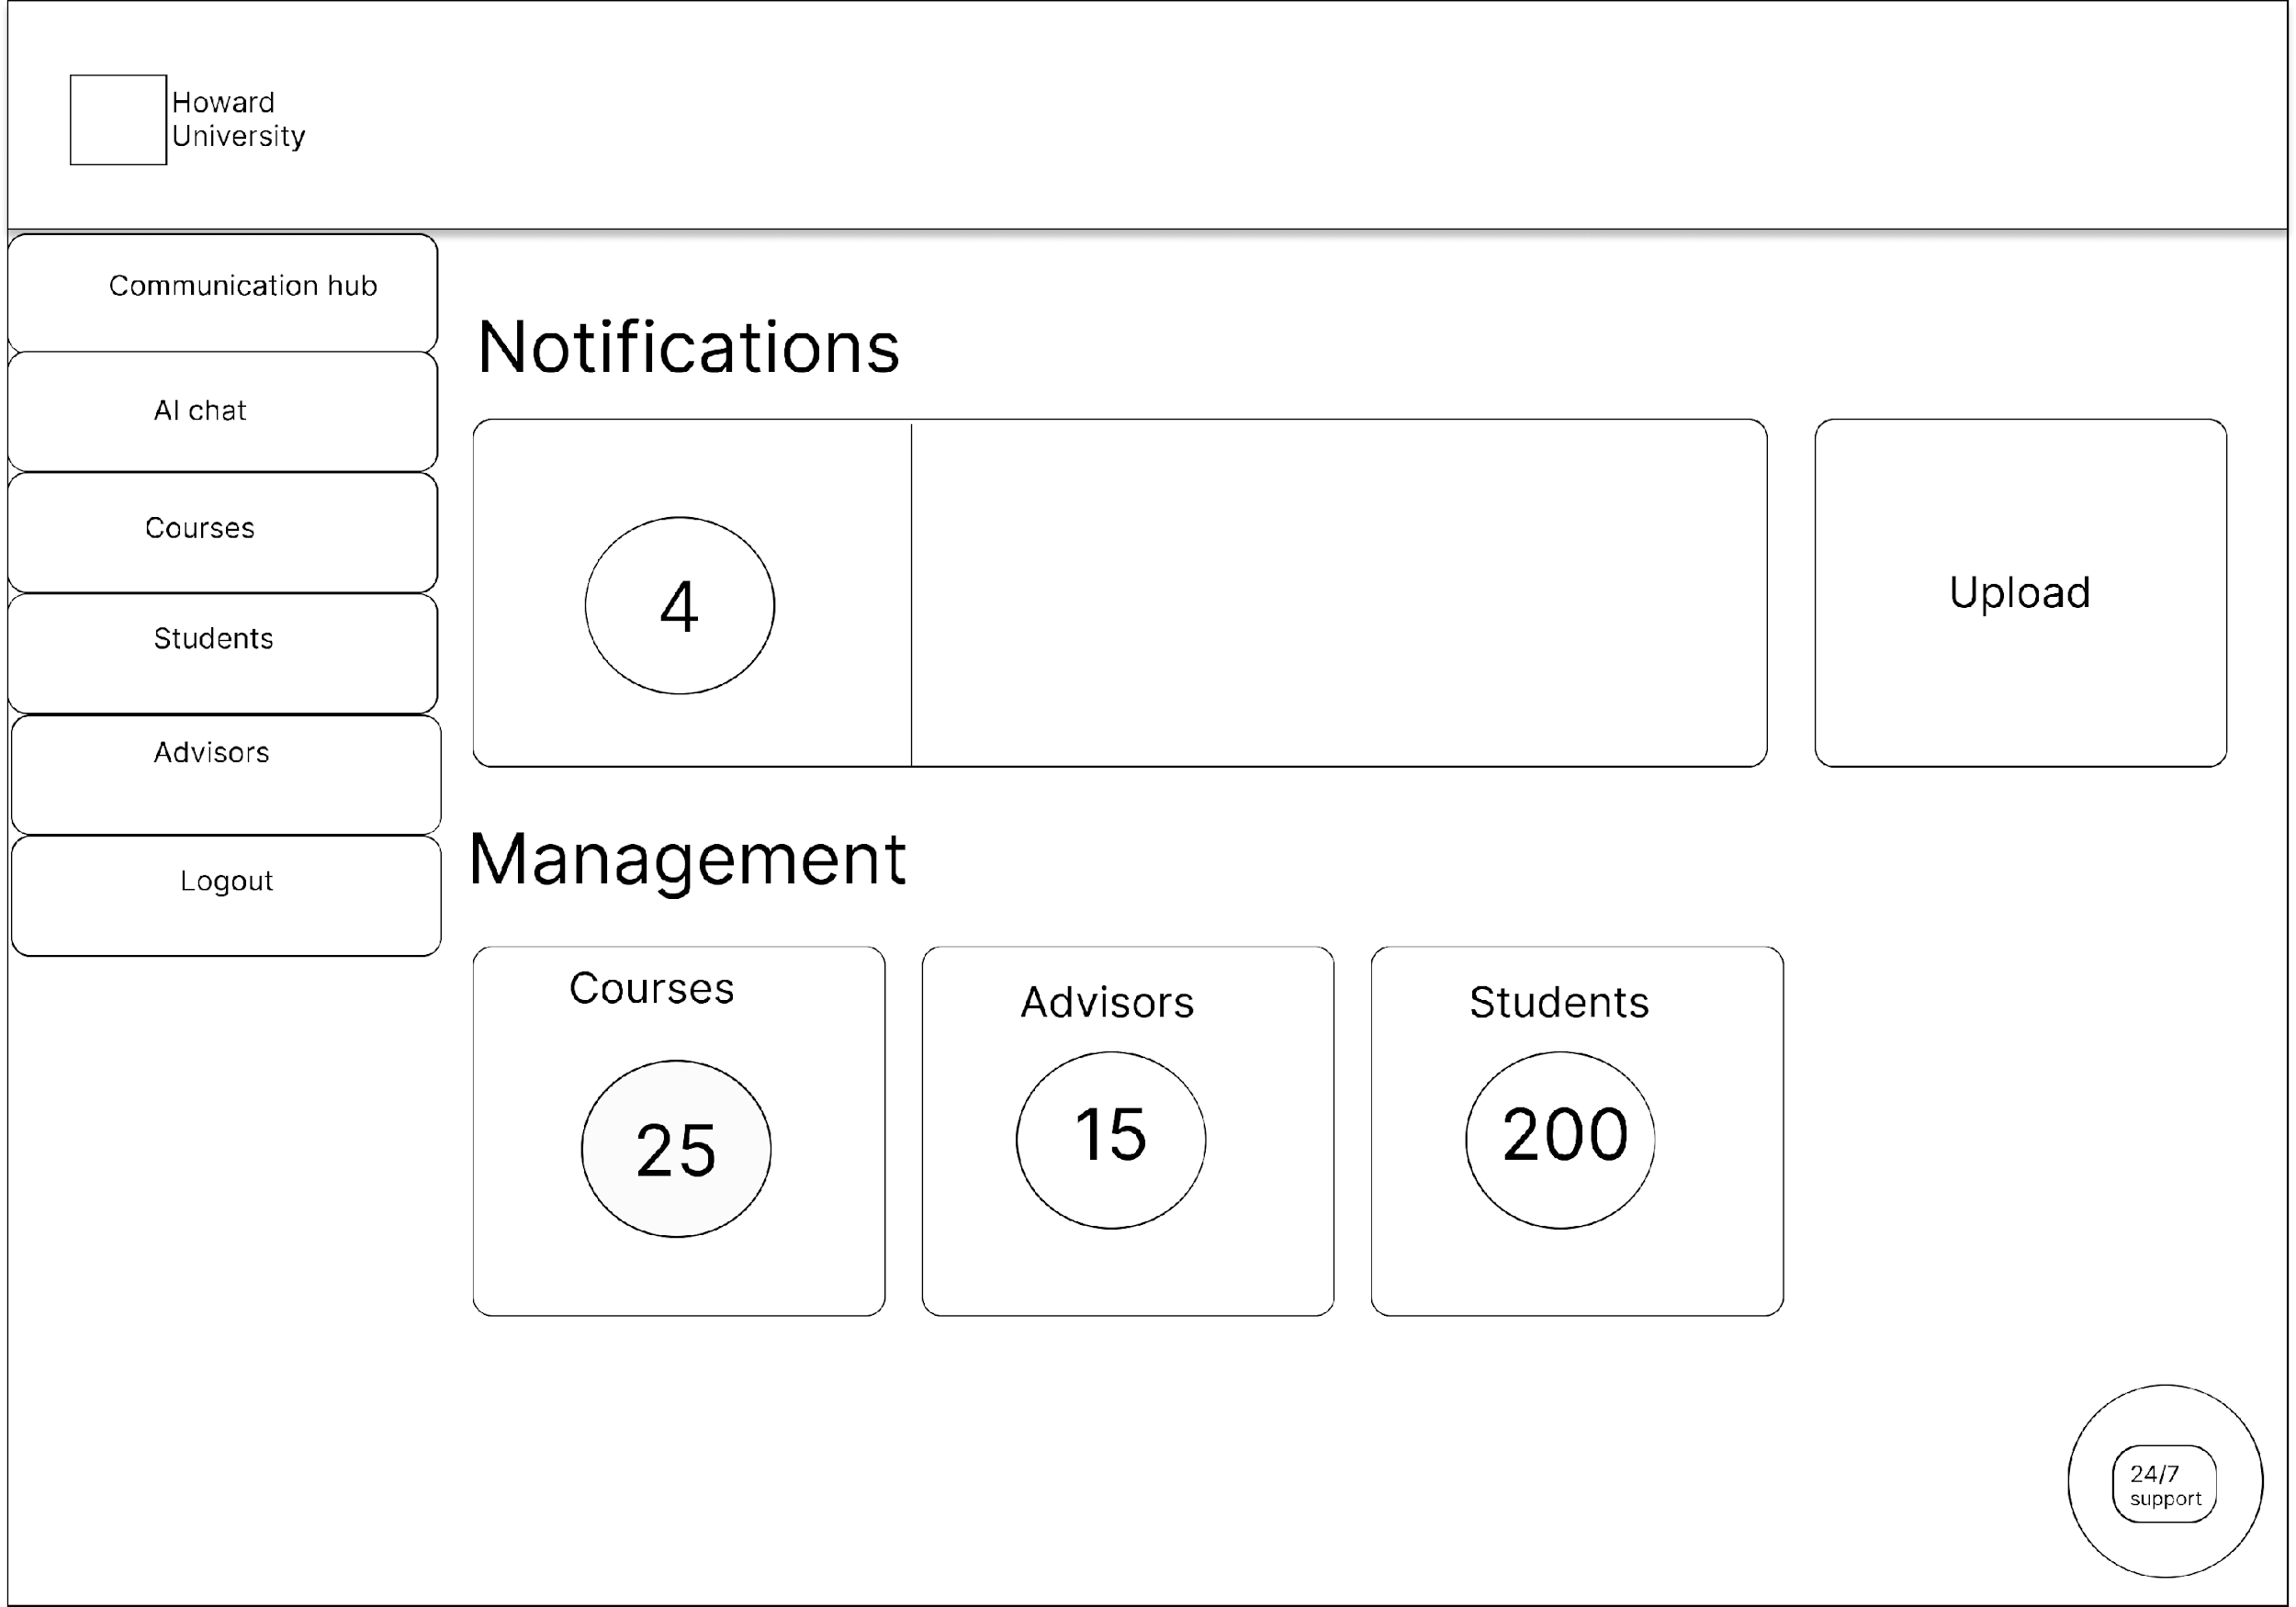 Howard
University
Communication hub
AI chat
Courses
Students
Advisors
Logout
Notifications
4
Upload
Management
Courses
25
Advisors
15
Students
200
24/7
support